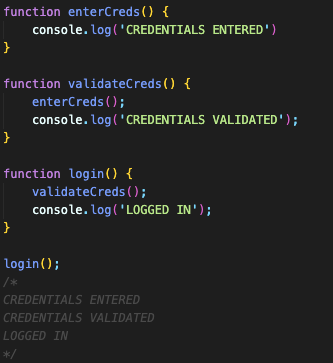 function enterCreds() {
    console.log('CREDENTIALS ENTERED')
}

function validateCreds() {
    enterCreds();
    console.log('CREDENTIALS VALIDATED');
}

function login() {
    validateCreds();
    console.log('LOGGED IN');
}

login();
/*
CREDENTIALS ENTERED
CREDENTIALS VALIDATED
LOGGED IN
*/